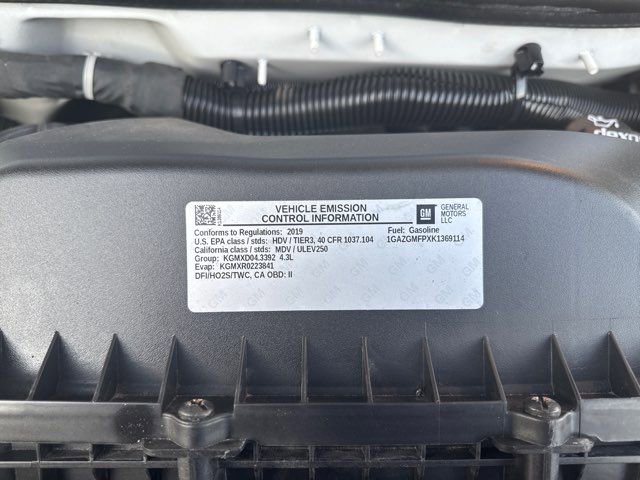 VEHICLE EMISSION
CONTROL INFORMATION
GM
GENERAL
MOTORS
LLC
Conforms to Regulations: 2019
Fuel: Gasoline
U.S. EPA class / stds: HDV / TIER3, 40 CFR 1037.104
1GAZGMFPXK1369114
California class / stds: MDV / ULEV250
Group: KGMXD04.3392 4.3L
Evap: KGMXR0223841
DFI/HO2S/TWC, CA OBD: II